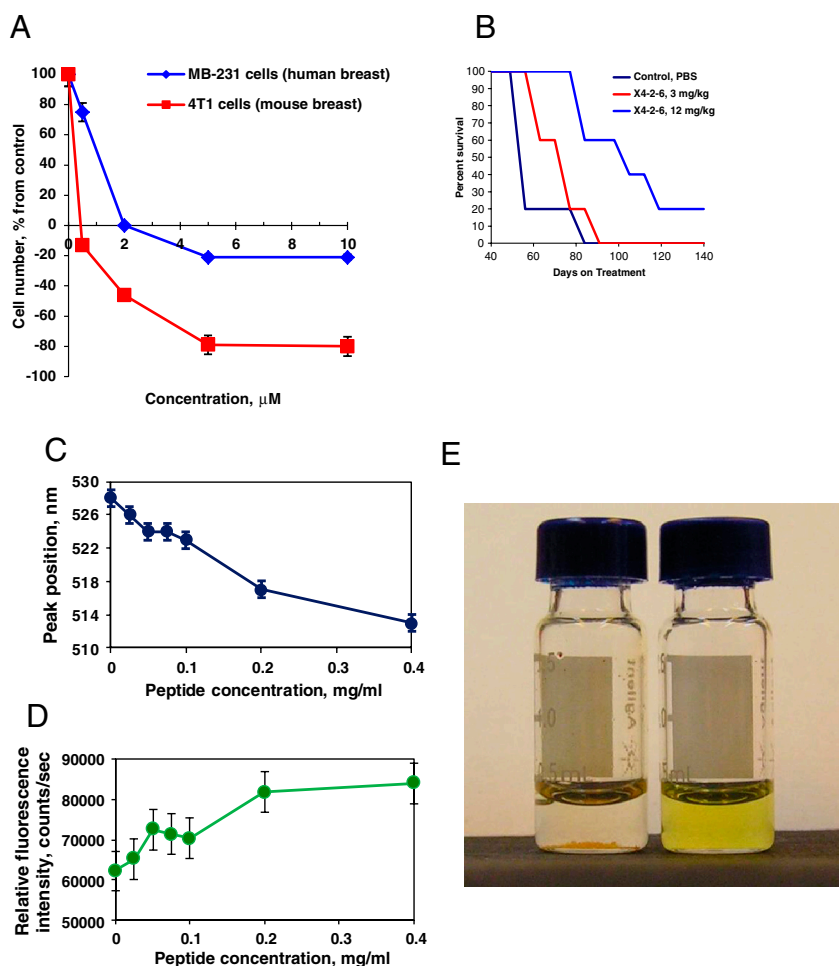 A
MB-231 cells (human breast)
4T1 cells (mouse breast)
100
80
60
40
20
0
-20
-40
-60
-80
-100
0 2 4 6 8 10
Cell number, % from control
Concentration, μM
B
Control, PBS
X4-2-6, 3 mg/kg
X4-2-6, 12 mg/kg
100
80
60
40
20
0
40 60 80 100 120 140
Percent survival
Days on Treatment
C
530
526
522
518
514
510
0 0.1 0.2 0.3 0.4
Peak position, nm
Peptide concentration, mg/ml
D
90000
80000
70000
60000
50000
0 0.1 0.2 0.3 0.4
Relative fluorescence
intensity, counts/sec
Peptide concentration, mg/ml
E
Agilent